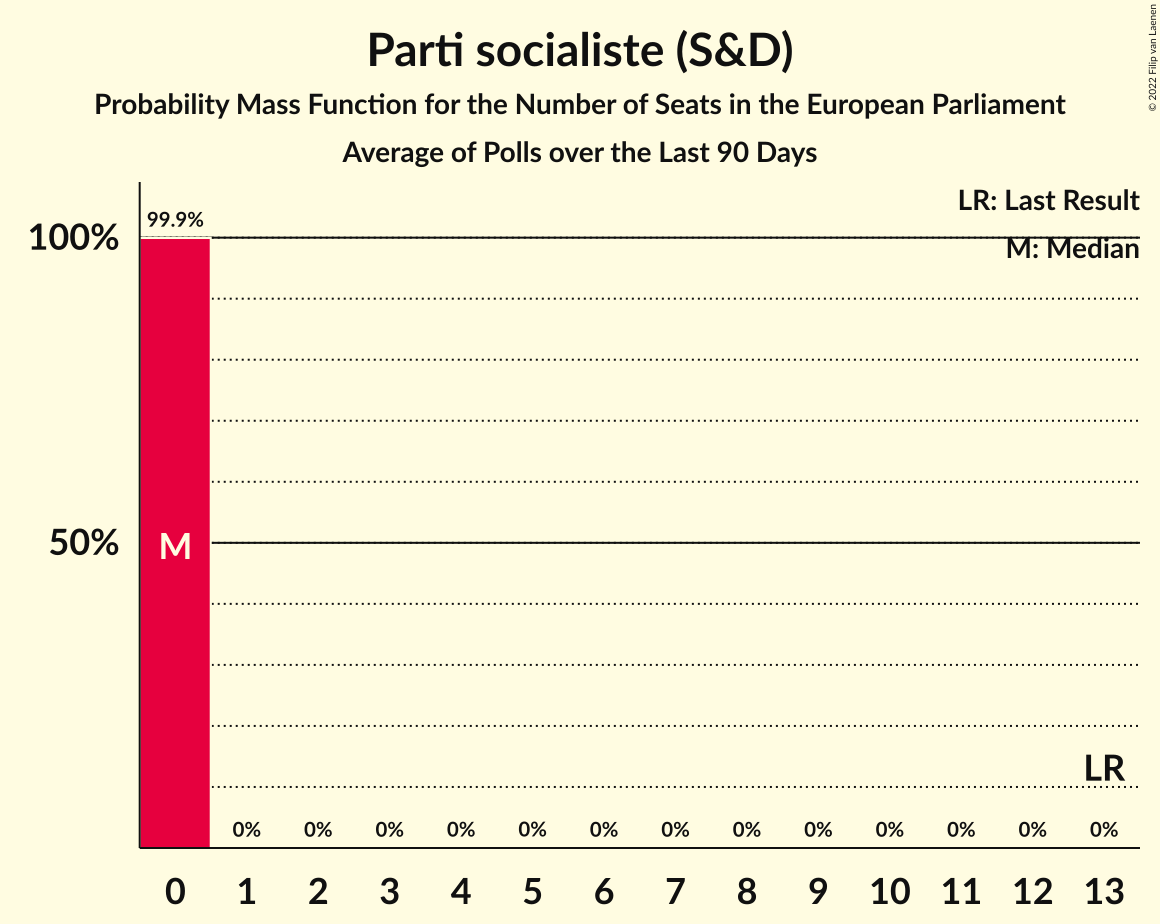 Parti socialiste (S&D)
Probability Mass Function for the Number of Seats in the European Parliament
Average of Polls over the Last 90 Days
© 2022 Filip van Laenen
LR: Last Result
M: Median
99.9%
100%
50%
M
LR
0% 0% 0% 0% 0% 0% 0% 0% 0% 0% 0% 0% 0%
0 1 2 3 4 5 6 7 8 9 10 11 12 13